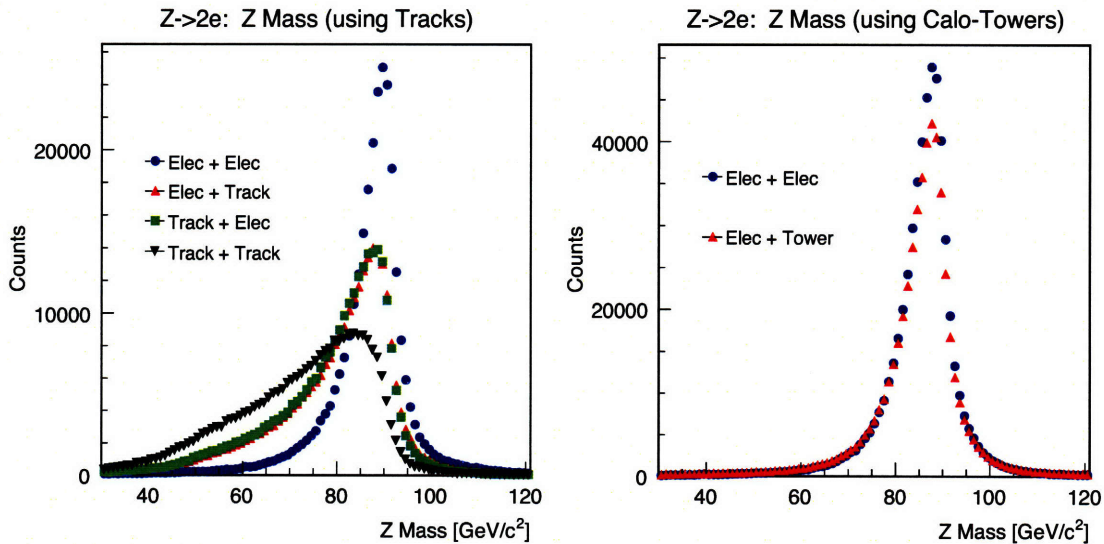 Z->2e: Z Mass (using Tracks)
Counts
20000
10000
0
Elec + Elec
Elec + Track
Track + Elec
Track + Track
40 60 80 100 120
Z Mass [GeV/c²]
Z->2e: Z Mass (using Calo-Towers)
Counts
40000
20000
0
Elec + Elec
Elec + Tower
40 60 80 100 120
Z Mass [GeV/c²]